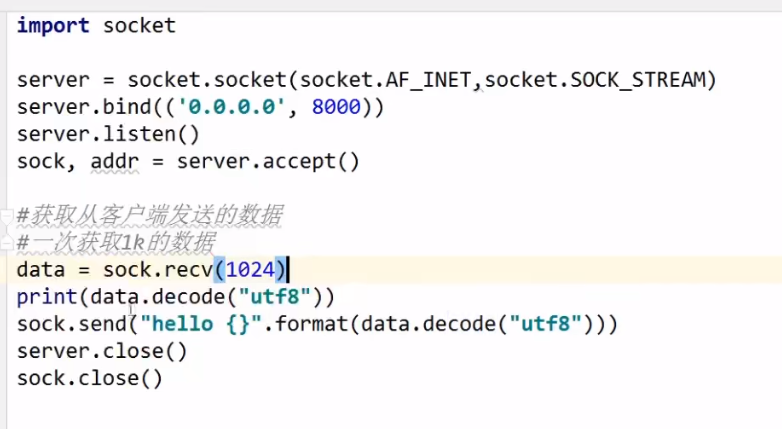 import socket
server = socket.socket(socket.AF_INET,socket.SOCK_STREAM)
server.bind(('0.0.0.0', 8000))
server.listen()
sock, addr = server.accept()
#获取从客户端发送的数据
#一次获取1k的数据
data = sock.recv(1024)
print(data.decode("utf8"))
sock.send("hello {}".format(data.decode("utf8")))
server.close()
sock.close()